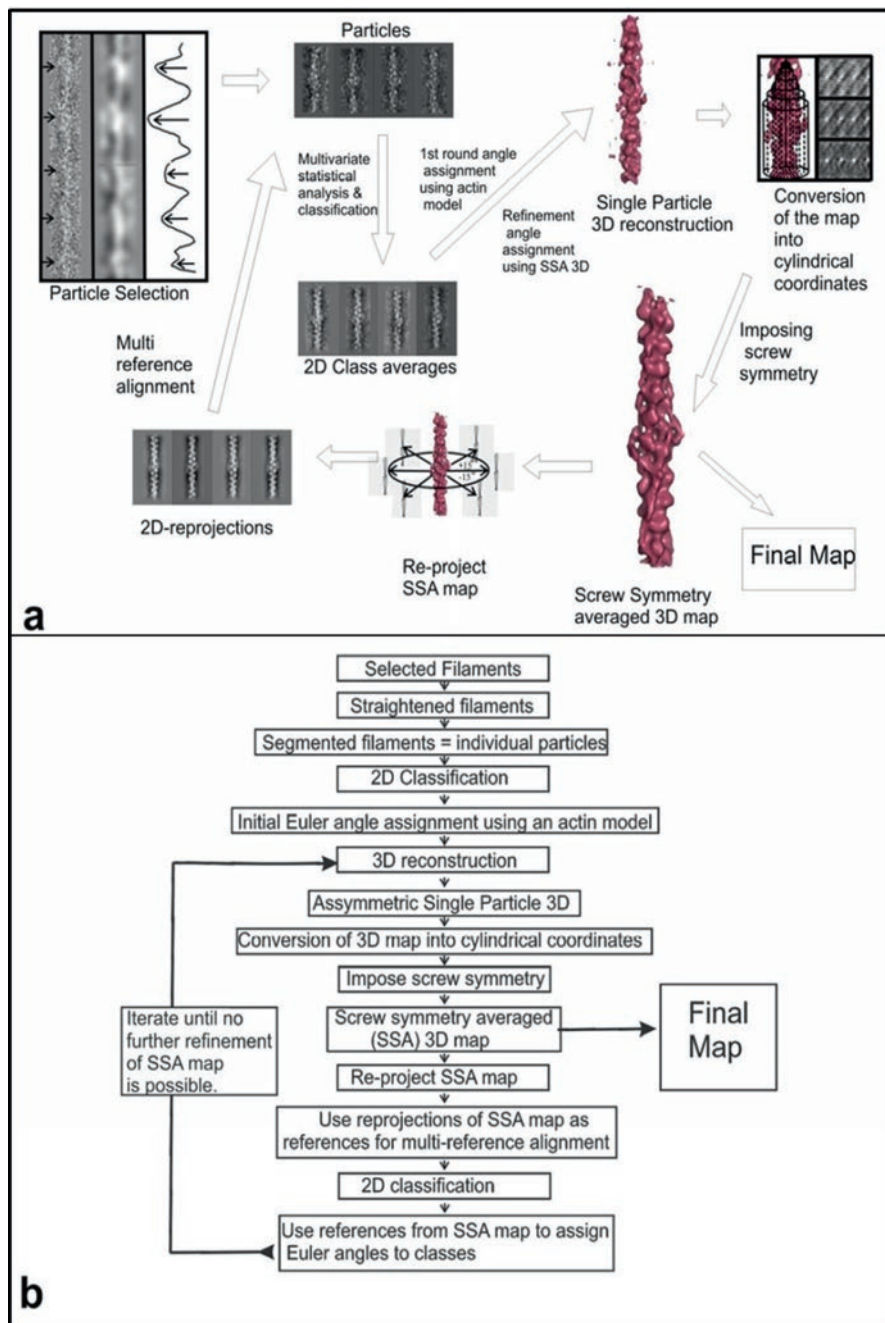 Particles
Particle Selection
Multivariate
statistical
analysis &
classification
1st round angle
assignment
using actin
model
Refinement
angle
assignment
using SSA 3D
Single Particle
3D reconstruction
Conversion
of the map
into
cylindrical
coordinates
2D Class averages
Multi
reference
alignment
Imposing
screw
symmetry
2D-reprojections
+15°
-15°
Re-project
SSA map
Screw Symmetry
averaged 3D map
Final Map
a
Selected Filaments
Straightened filaments
Segmented filaments = individual particles
2D Classification
Initial Euler angle assignment using an actin model
3D reconstruction
Assymmetric Single Particle 3D
Conversion of 3D map into cylindrical coordinates
Impose screw symmetry
Screw symmetry averaged
(SSA) 3D map
Final
Map
Iterate until no
further refinement
of SSA map
is possible.
Re-project SSA map
Use reprojections of SSA map as
references for multi-reference alignment
2D classification
Use references from SSA map to assign
Euler angles to classes
b